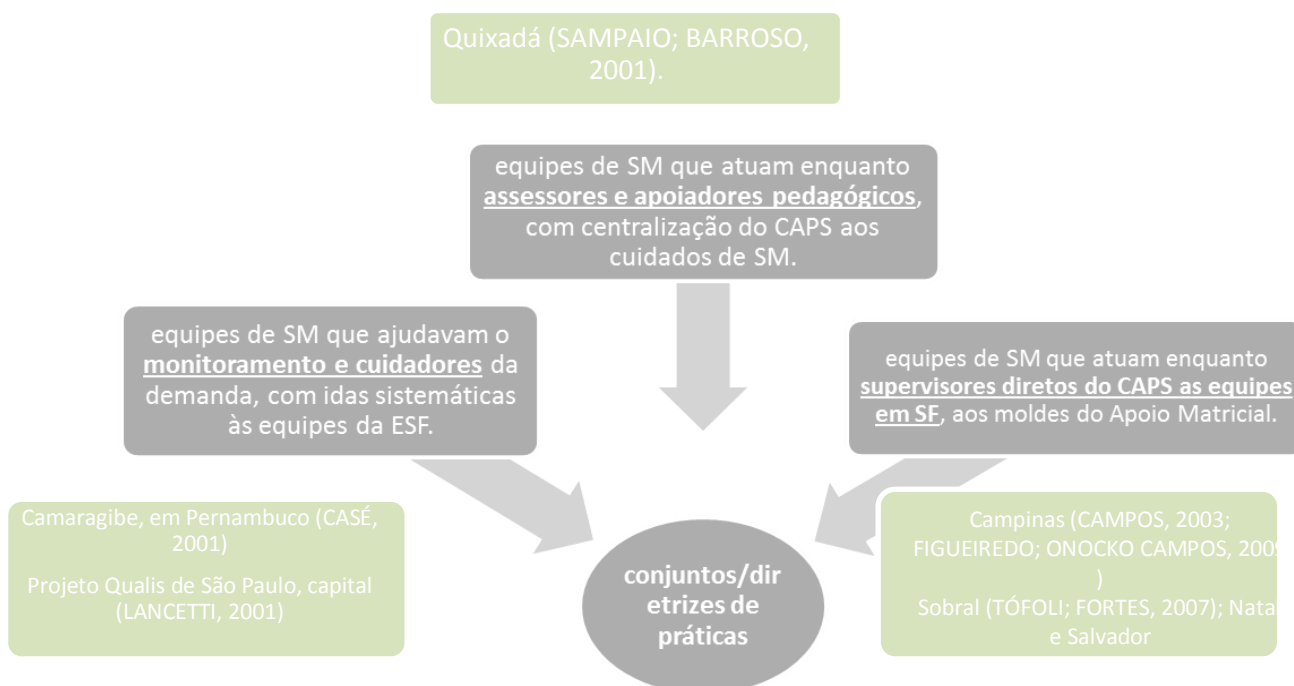 Quixadá (SAMPAIO; BARROSO,
2001).
equipes de SM que atuam enquanto
assessores e apoiadores pedagógicos,
com centralização do CAPS aos
cuidados de SM.
equipes de SM que ajudavam o
monitoramento e cuidadores da
demanda, com idas sistemáticas
às equipes da ESF.
equipes de SM que atuam enquanto
supervisores diretos do CAPS as equipes
em SF, aos moldes do Apoio Matricial.
Camaragibe, em Pernambuco (CASÉ,
2001)
Projeto Qualis de São Paulo, capital
(LANCETTI, 2001)
conjuntos/dir
etrizes de
práticas
Campinas (CAMPOS, 2003;
FIGUEIREDO; ONOCKO CAMPOS, 2009
)
Sobral (TÓFOLI; FORTES, 2007); Natal
e Salvador